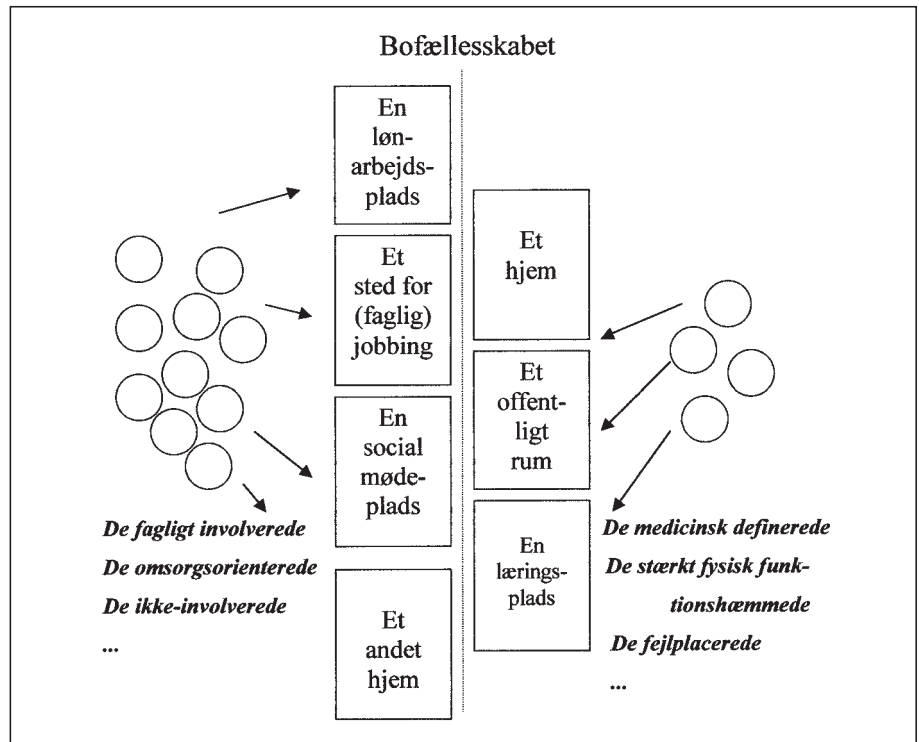 Bofællesskabet
En
løn-
arbejds-
plads
Et
sted for
(faglig)
jobbing
En
social
møde-
plads
Et
andet
hjem
Et
hjem
Et
offent-
ligt
rum
En
lærings-
plads
De fagligt involverede
De omsorgsorienterede
De ikke-involverede
...
De medicinsk definerede
De stærkt fysisk funk-
tionshæmmede
De fejlplacerede
...